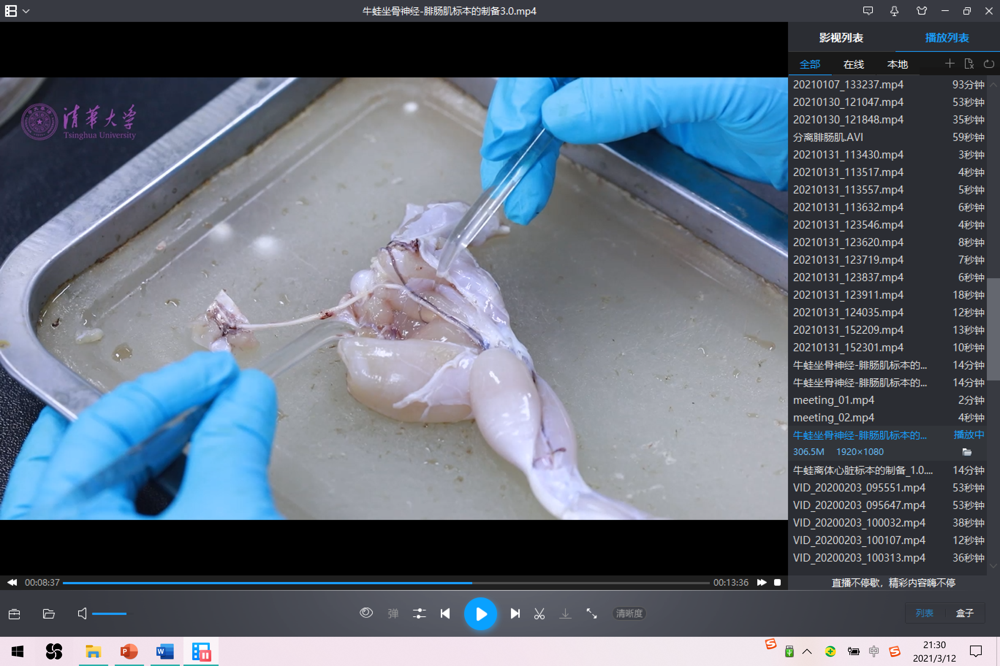 牛蛙坐骨神经-腓肠肌标本的制备3.0.mp4
影视列表 播放列表
全部 在线 本地
清華大学
Tsinghua University
20210107_133237.mp4 93分钟
20210130_121047.mp4 53秒钟
20210130_121848.mp4 35秒钟
分离腓肠肌.AVI 59秒钟
20210131_113430.mp4 3秒钟
20210131_113517.mp4 4秒钟
20210131_113557.mp4 5秒钟
20210131_113632.mp4 6秒钟
20210131_123546.mp4 4秒钟
20210131_123620.mp4 8秒钟
20210131_123719.mp4 7秒钟
20210131_123837.mp4 6秒钟
20210131_123911.mp4 18秒钟
20210131_124035.mp4 12秒钟
20210131_152209.mp4 13秒钟
20210131_152301.mp4 10秒钟
牛蛙坐骨神经-腓肠肌标本的... 14分钟
牛蛙坐骨神经-腓肠肌标本的... 14分钟
meeting_01.mp4 2分钟
meeting_02.mp4 4秒钟
牛蛙坐骨神经-腓肠肌标本的... 播放中
306.5M 1920×1080
牛蛙离体心脏标本的制备_1.0.... 14分钟
VID_20200203_095551.mp4 53秒钟
VID_20200203_095647.mp4 53秒钟
VID_20200203_100032.mp4 38秒钟
VID_20200203_100107.mp4 12秒钟
VID_20200203_100313.mp4 36秒钟
00:08:37 00:13:36
直播不停歇，精彩内容嗨不停
弹 清晰度
列表 盒子
P W 中 S
21:30
2021/3/12